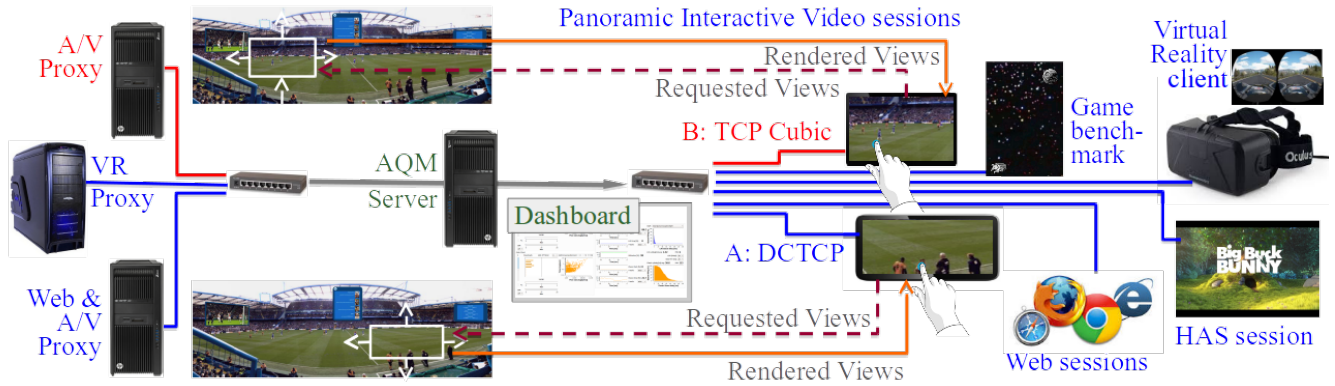 Panoramic Interactive Video sessions
A/V
Proxy
Rendered Views
Requested Views
Virtual
Reality
client
Game
bench-
mark
B: TCP Cubic
VR
Proxy
AQM
Server
Oculus
Dashboard
A: DCTCP
Big Buck
BUNNY
Web &
A/V
Proxy
Requested Views
Rendered Views
Web sessions
HAS session